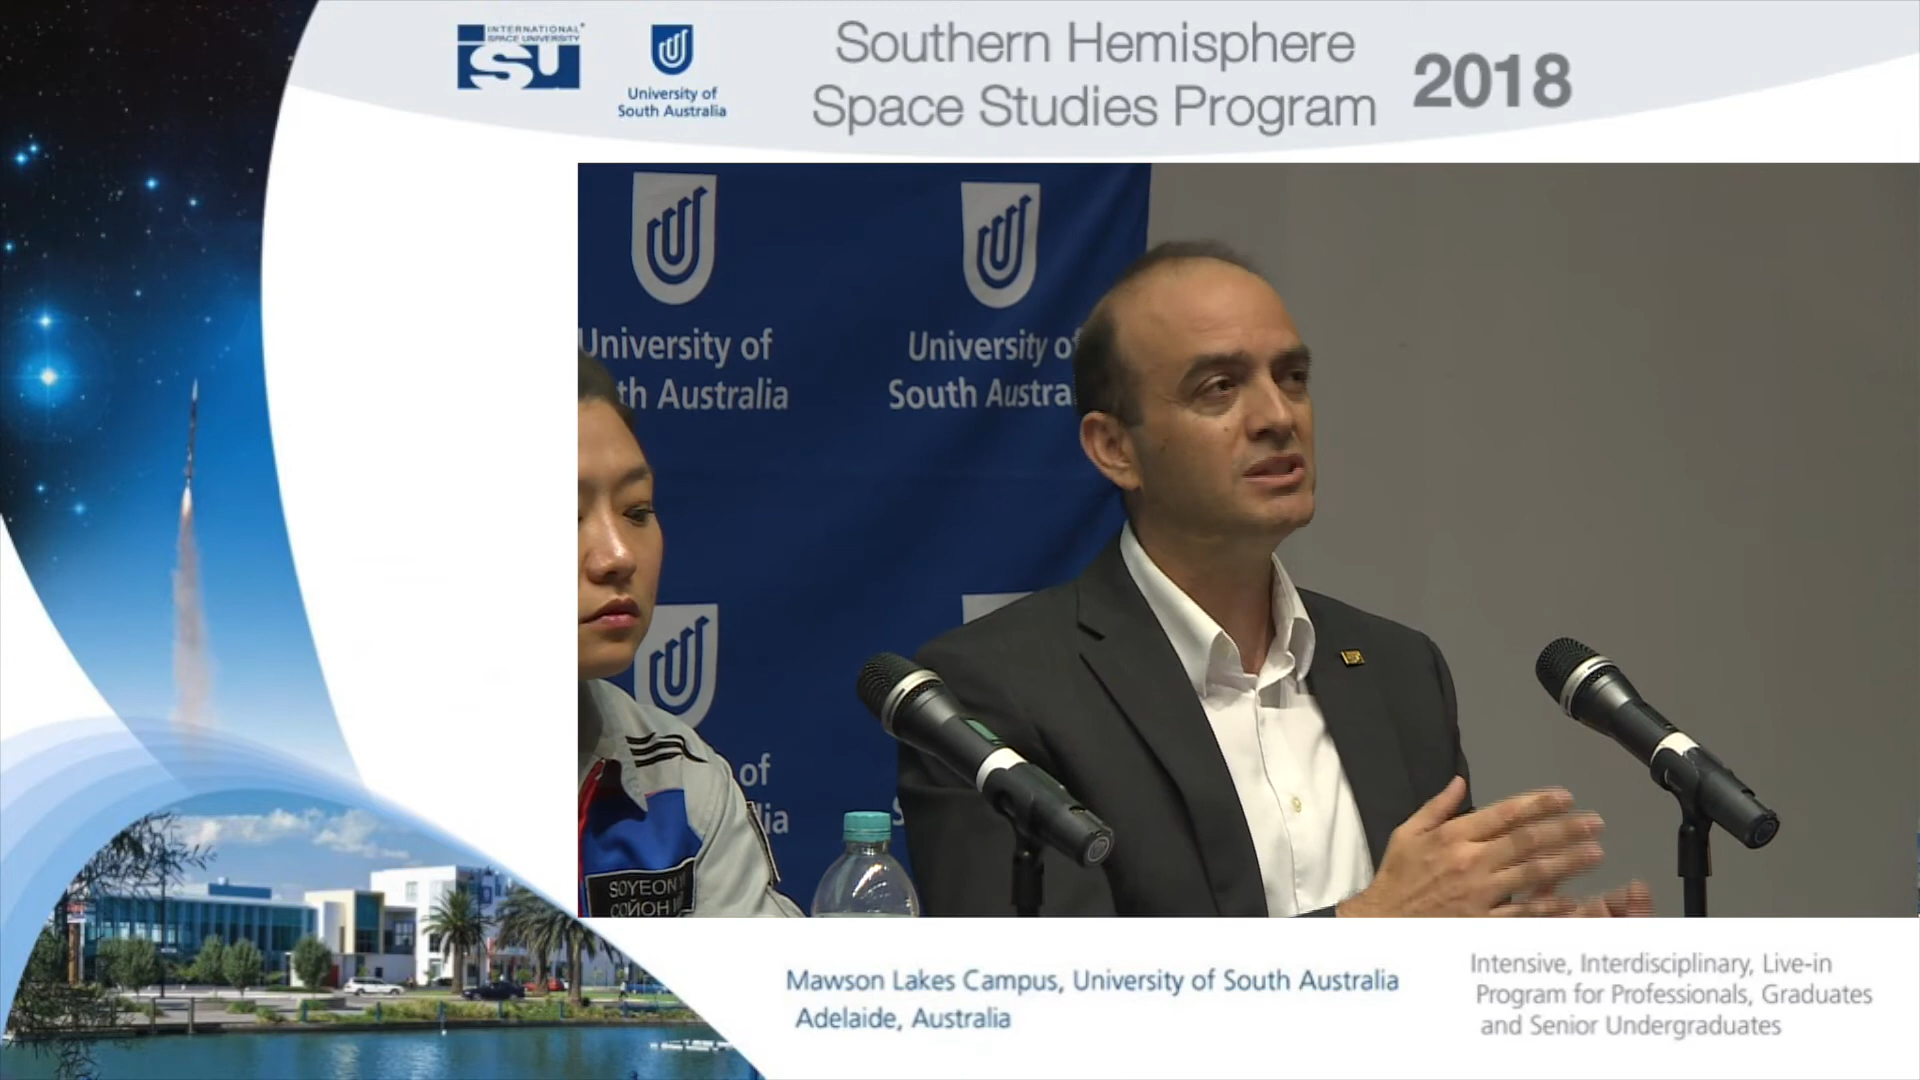 INTERNATIONAL
SPACE UNIVERSITY
ISU
University of
South Australia
Southern Hemisphere
Space Studies Program
2018
University of
th Australia
University of
South Austra
of
lia
SOYEON
Mawson Lakes Campus, University of South Australia
Adelaide, Australia
Intensive, Interdisciplinary, Live-in
Program for Professionals, Graduates
and Senior Undergraduates